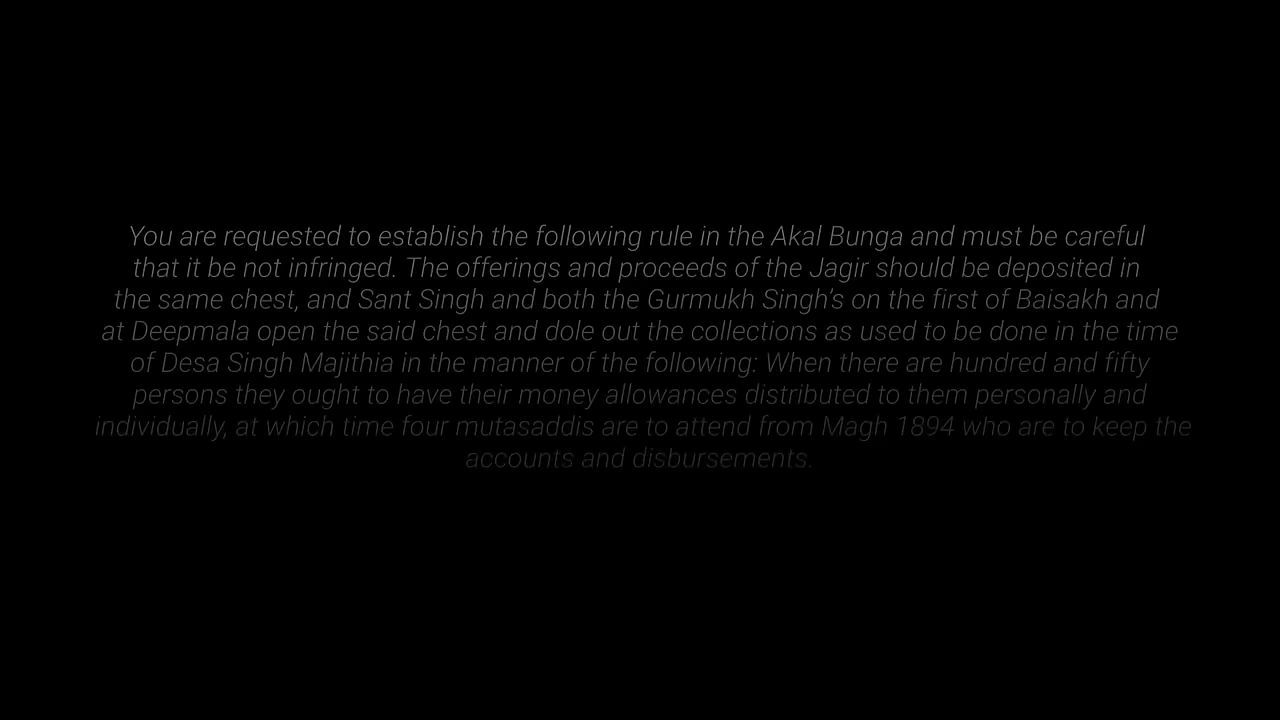 You are requested to establish the following rule in the Akal Bunga and must be careful
that it be not infringed. The offerings and proceeds of the Jagir should be deposited in
the same chest, and Sant Singh and both the Gurmukh Singh's on the first of Baisakh and
at Deepmala open the said chest and dole out the collections as used to be done in the time
of Desa Singh Majithia in the manner of the following: When there are hundred and fifty
persons they ought to have their money allowances distributed to them personally and
individually, at which time four mutasaddis are to attend from Magh 1894 who are to keep the
accounts and disbursements.